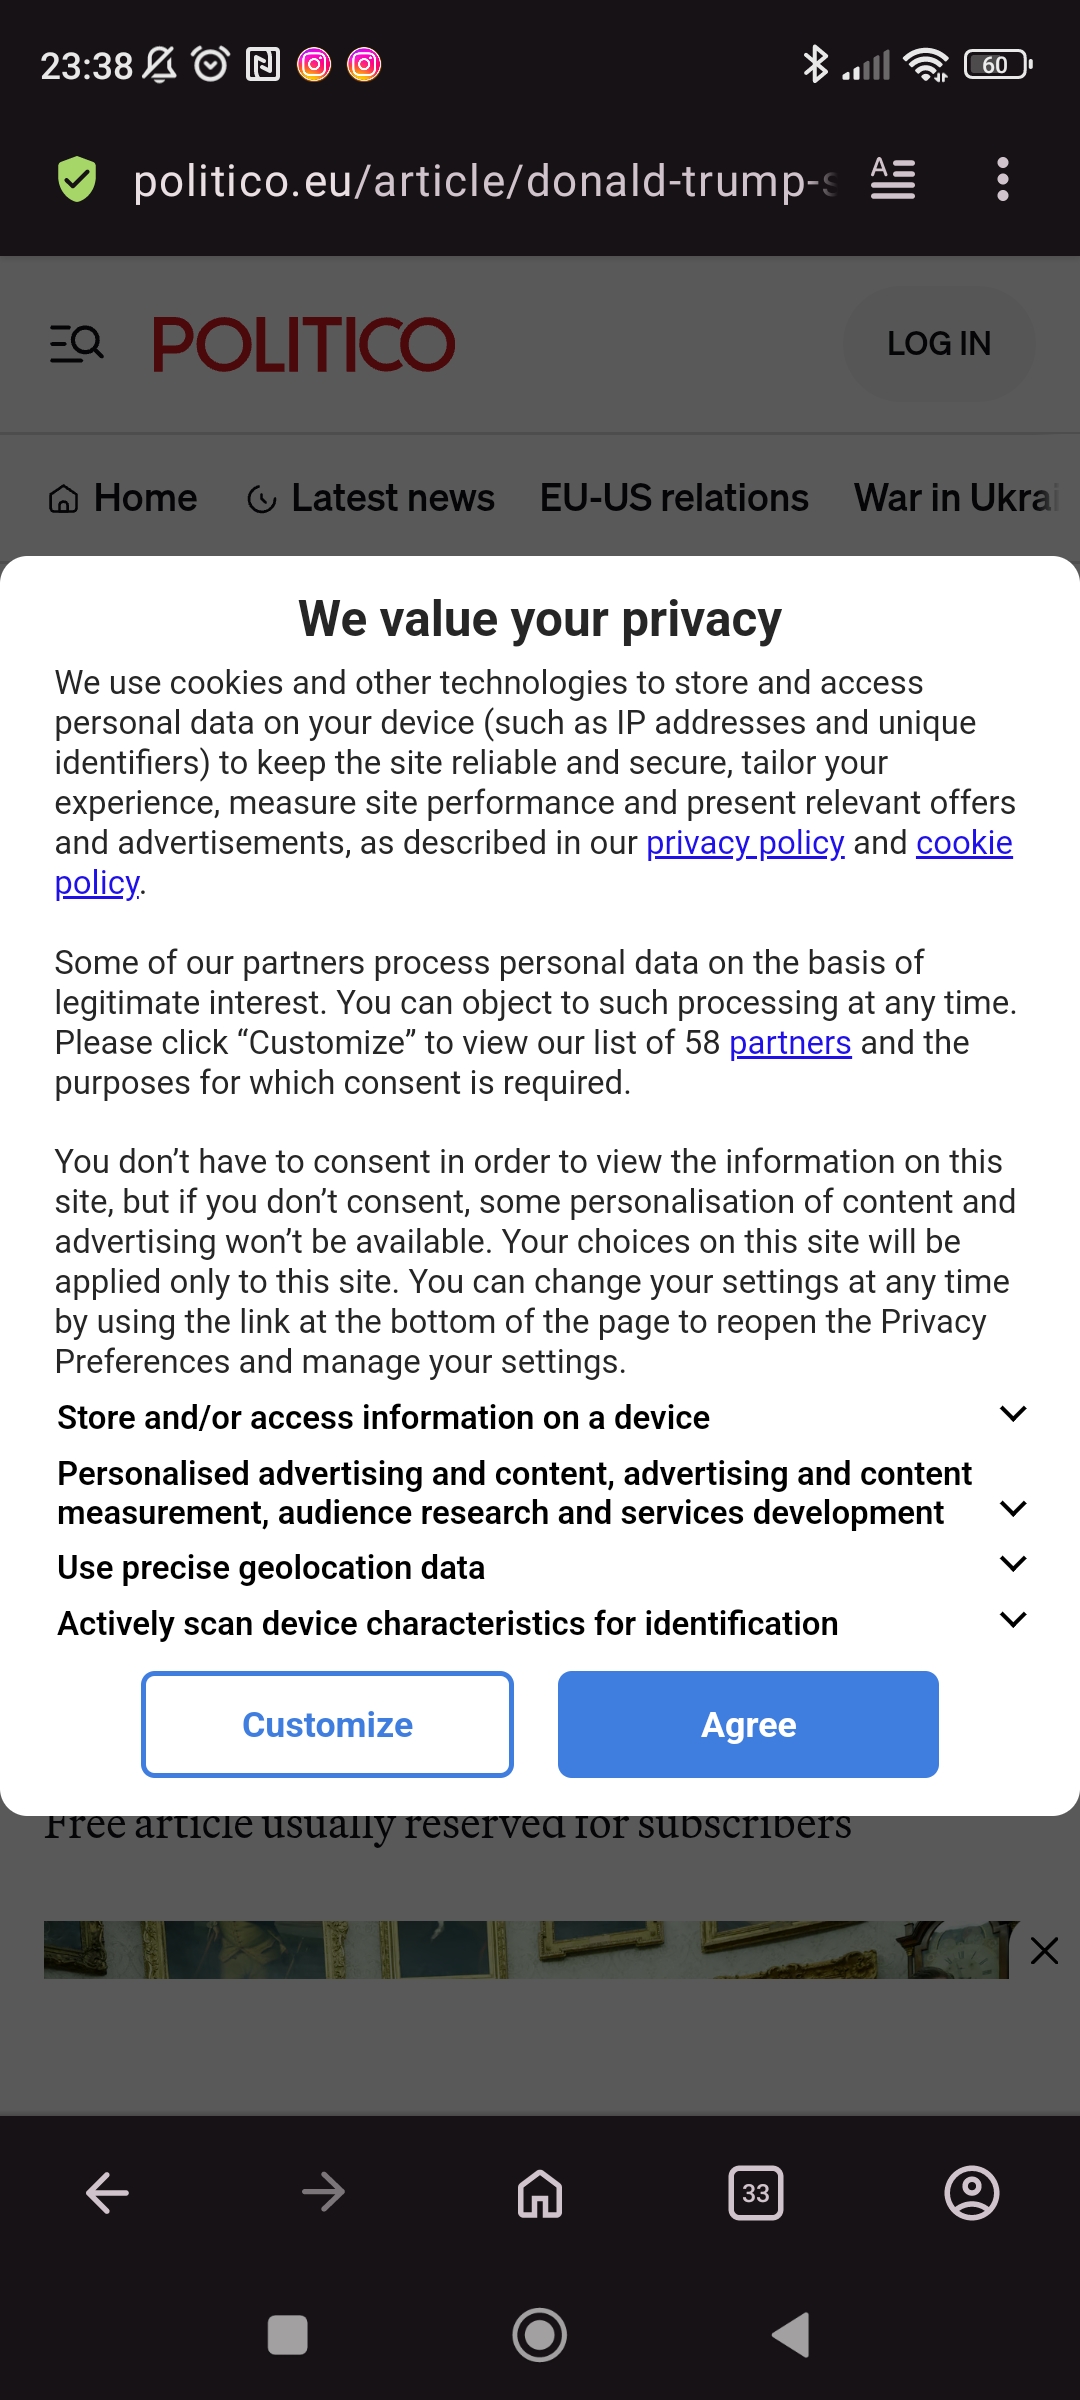 23:38
60
politico.eu/article/donald-trump-s
POLITICO
LOG IN
Home
Latest news
EU-US relations
War in Ukrai
We value your privacy
We use cookies and other technologies to store and access
personal data on your device (such as IP addresses and unique
identifiers) to keep the site reliable and secure, tailor your
experience, measure site performance and present relevant offers
and advertisements, as described in our privacy policy and cookie
policy.
Some of our partners process personal data on the basis of
legitimate interest. You can object to such processing at any time.
Please click “Customize” to view our list of 58 partners and the
purposes for which consent is required.
You don’t have to consent in order to view the information on this
site, but if you don’t consent, some personalisation of content and
advertising won’t be available. Your choices on this site will be
applied only to this site. You can change your settings at any time
by using the link at the bottom of the page to reopen the Privacy
Preferences and manage your settings.
Store and/or access information on a device
Personalised advertising and content, advertising and content
measurement, audience research and services development
Use precise geolocation data
Actively scan device characteristics for identification
Customize
Agree
Free article usually reserved for subscribers
33